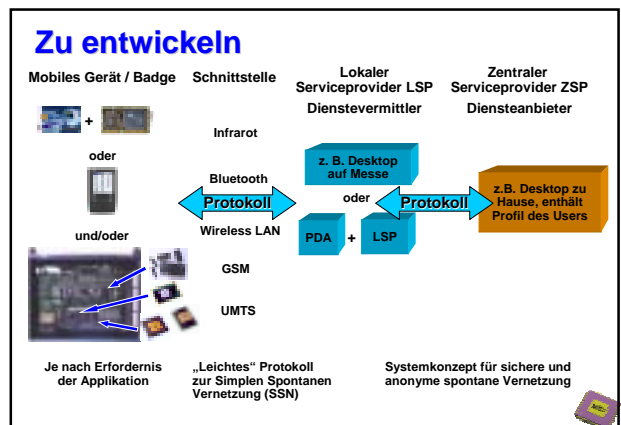 Zu entwickeln
Mobiles Gerät / Badge
Schnittstelle
Lokaler
Serviceprovider LSP
Dienstevermittler
Zentraler
Serviceprovider ZSP
Diensteanbieter
+
oder
und/oder
Infrarot
Bluetooth
Protokoll
Wireless LAN
GSM
UMTS
z. B. Desktop
auf Messe
oder
PDA
+
LSP
Protokoll
z.B. Desktop zu
Hause, enthält
Profil des Users
Je nach Erfordernis
der Applikation
„Leichtes“ Protokoll
zur Simplen Spontanen
Vernetzung (SSN)
Systemkonzept für sichere und
anonyme spontane Vernetzung